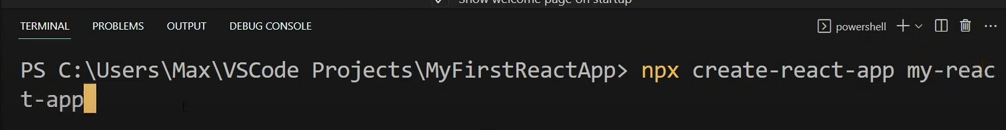 Show welcome page on startup
TERMINAL PROBLEMS OUTPUT DEBUG CONSOLE powershell
PS C:\Users\Max\VSCode Projects\MyFirstReactApp> npx create-react-app my-reac
t-app